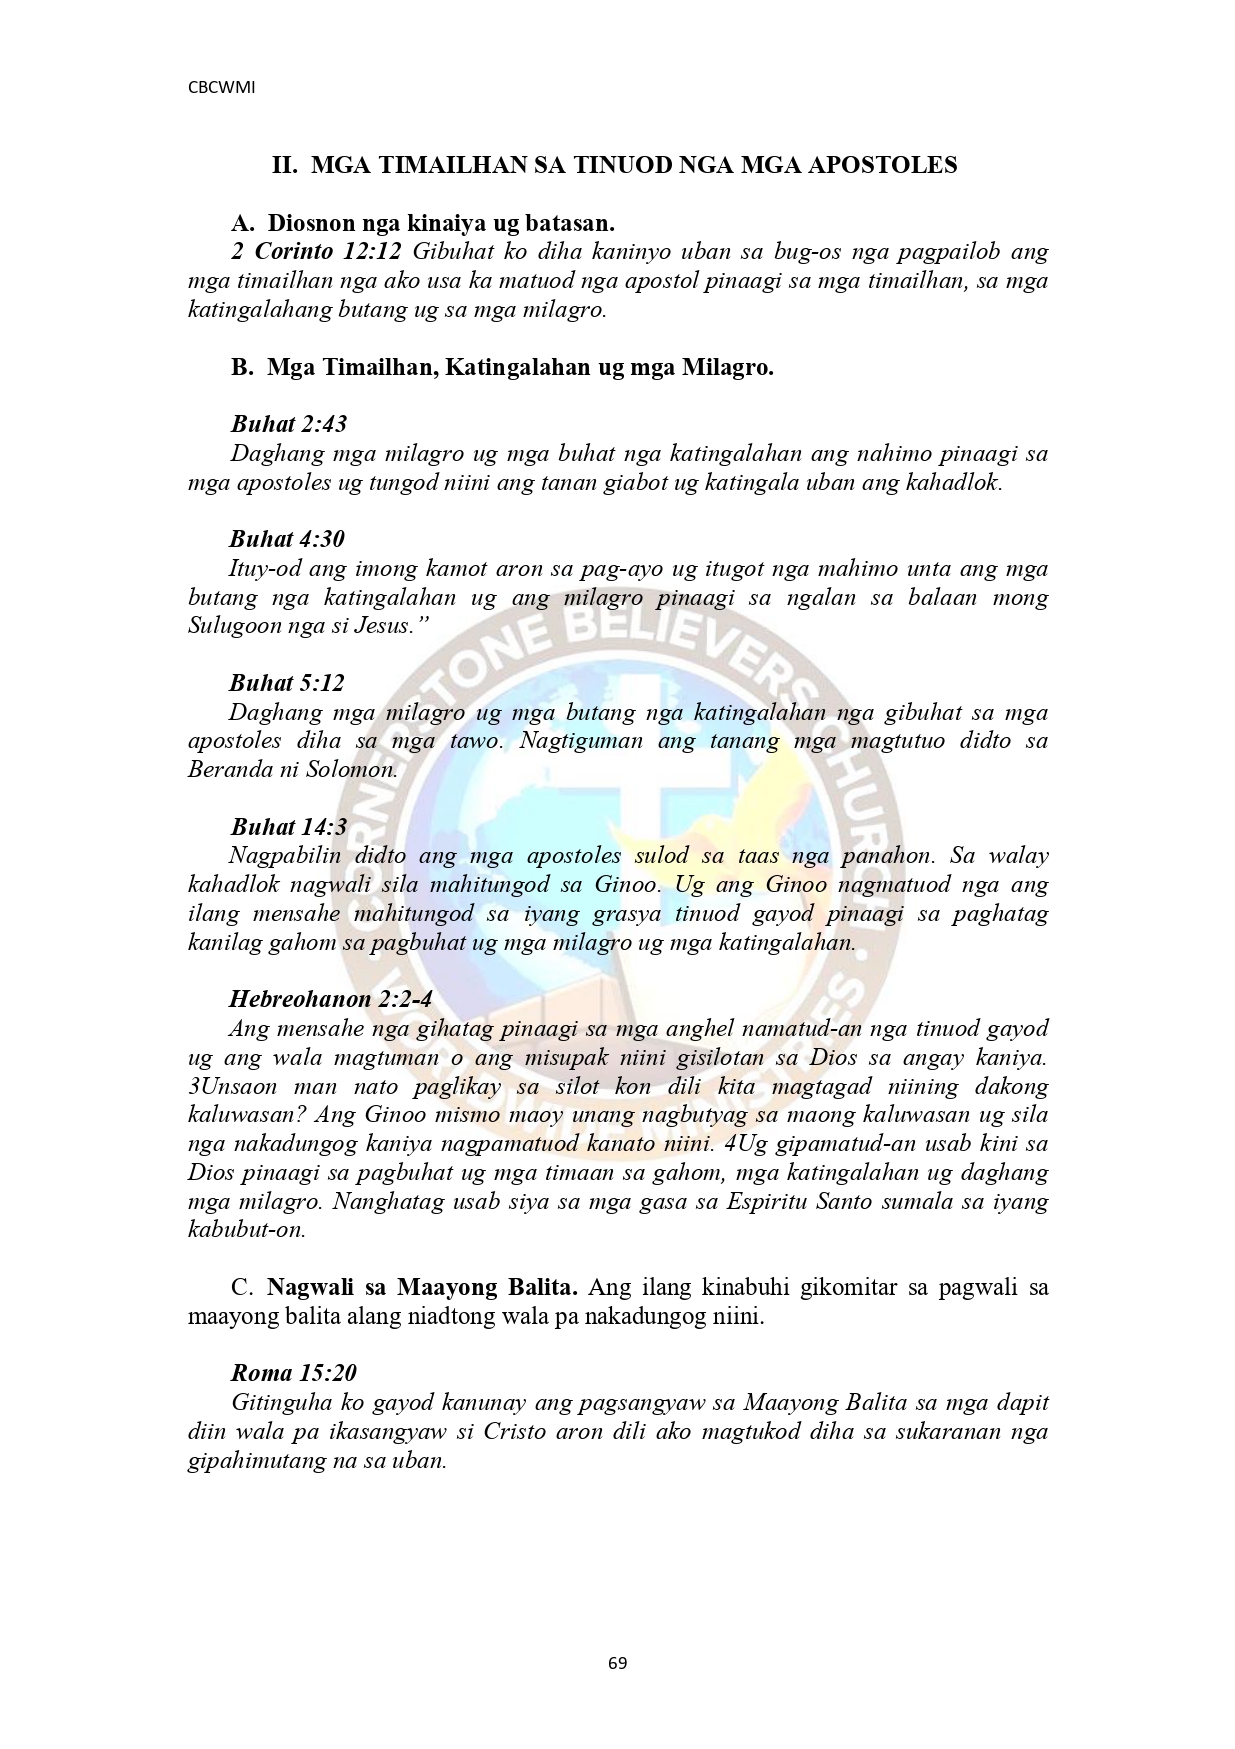 CBCWMI
II. MGA TIMAILHAN SA TINUOD NGA MGA APOSTOLES
A. Diosnon nga kinaiya ug batasan.
2 Corinto 12:12 Gibuhat ko diha kaninyo uban sa bug-os nga pagpailob ang
mga timailhan nga ako usa ka matuod nga apostol pinaagi sa mga timailhan, sa mga
katingalahang butang ug sa mga milagro.
B. Mga Timailhan, Katingalahan ug mga Milagro.
Buhat 2:43
Daghang mga milagro ug mga buhat nga katingalahan ang nahimo pinaagi sa
mga apostoles ug tungod niini ang tanan giabot ug katingala uban ang kahadlok.
Buhat 4:30
Ituy-od ang imong kamot aron sa pag-ayo ug itugot nga mahimo unta ang mga
butang nga katingalahan ug ang milagro pinaagi sa ngalan sa balaan mong
Sulugoon nga si Jesus.”
Buhat 5:12
Daghang mga milagro ug mga butang nga katingalahan nga gibuhat sa mga
apostoles diha sa mga tawo. Nagtiguman ang tanang mga magtutuo didto sa
Beranda ni Solomon.
Buhat 14:3
Nagpabilin didto ang mga apostoles sulod sa taas nga panahon. Sa walay
kahadlok nagwali sila mahitungod sa Ginoo. Ug ang Ginoo nagmatuod nga ang
ilang mensahe mahitungod sa iyang grasya tinuod gayod pinaagi sa paghatag
kanilag gahom sa pagbuhat ug mga milagro ug mga katingalahan.
Hebreohanon 2:2-4
Ang mensahe nga gihatag pinaagi sa mga anghel namatud-an nga tinuod gayod
ug ang wala magtuman o ang misupak niini gisilotan sa Dios sa angay kaniya.
3Unsaon man nato paglikay sa silot kon dili kita magtagad niining dakong
kaluwasan? Ang Ginoo mismo maoy unang nagbutyag sa maong kaluwasan ug sila
nga nakadungog kaniya nagpamatuod kanato niini. 4Ug gipamatud-an usab kini sa
Dios pinaagi sa pagbuhat ug mga timaan sa gahom, mga katingalahan ug daghang
mga milagro. Nanghatag usab siya sa mga gasa sa Espiritu Santo sumala sa iyang
kabubut-on.
C. Nagwali sa Maayong Balita. Ang ilang kinabuhi gikomitar sa pagwali sa
maayong balita alang niadtong wala pa nakadungog niini.
Roma 15:20
Gitinguha ko gayod kanunay ang pagsangyaw sa Maayong Balita sa mga dapit
diin wala pa ikasangyaw si Cristo aron dili ako magtukod diha sa sukaranan nga
gipahimutang na sa uban.
CORNERSTONE BELIEVERS CHURCH
WORLDWIDE MINISTRIES
69